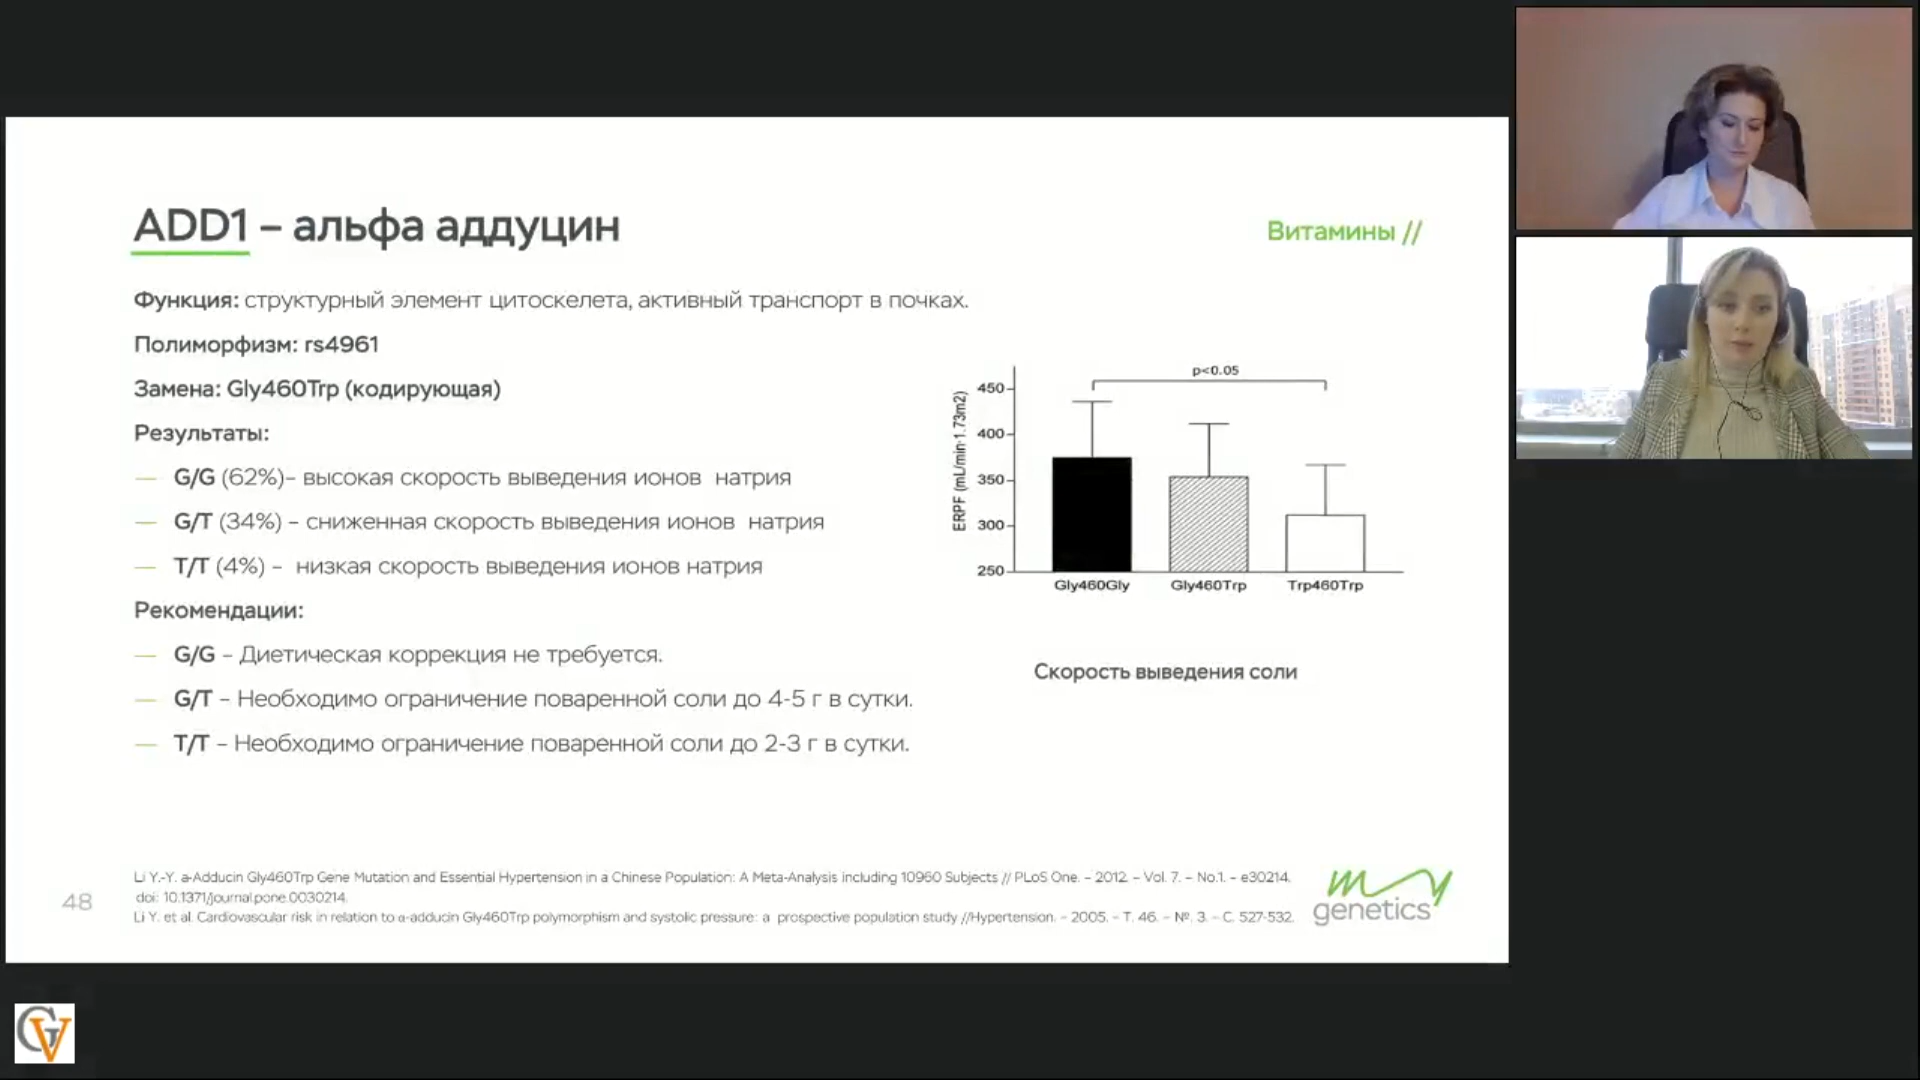 ADD1 – альфа аддуцин
Витамины //
Функция: структурный элемент цитоскелета, активный транспорт в почках.
Полиморфизм: rs4961
Замена: Gly460Trp (кодирующая)
Результаты:
— G/G (62%)– высокая скорость выведения ионов натрия
— G/T (34%) – сниженная скорость выведения ионов натрия
— T/T (4%) – низкая скорость выведения ионов натрия
Рекомендации:
— G/G – Диетическая коррекция не требуется.
— G/T – Необходимо ограничение поваренной соли до 4-5 г в сутки.
— T/T – Необходимо ограничение поваренной соли до 2-3 г в сутки.
p<0.05
ERPF (mL/min·1.73m2)
450
400
350
300
250
Gly460Gly Gly460Trp Trp460Trp
Скорость выведения соли
Li Y.-Y. a-Adducin Gly460Trp Gene Mutation and Essential Hypertension in a Chinese Population: A Meta-Analysis including 10960 Subjects // PLoS One. – 2012. – Vol. 7. – No.1. – e30214.
doi: 10.1371/journal.pone.0030214.
Li Y. et al. Cardiovascular risk in relation to α-adducin Gly460Trp polymorphism and systolic pressure: a prospective population study //Hypertension. – 2005. – Т. 46. – №. 3. – С. 527-532.
48
my
genetics
GV